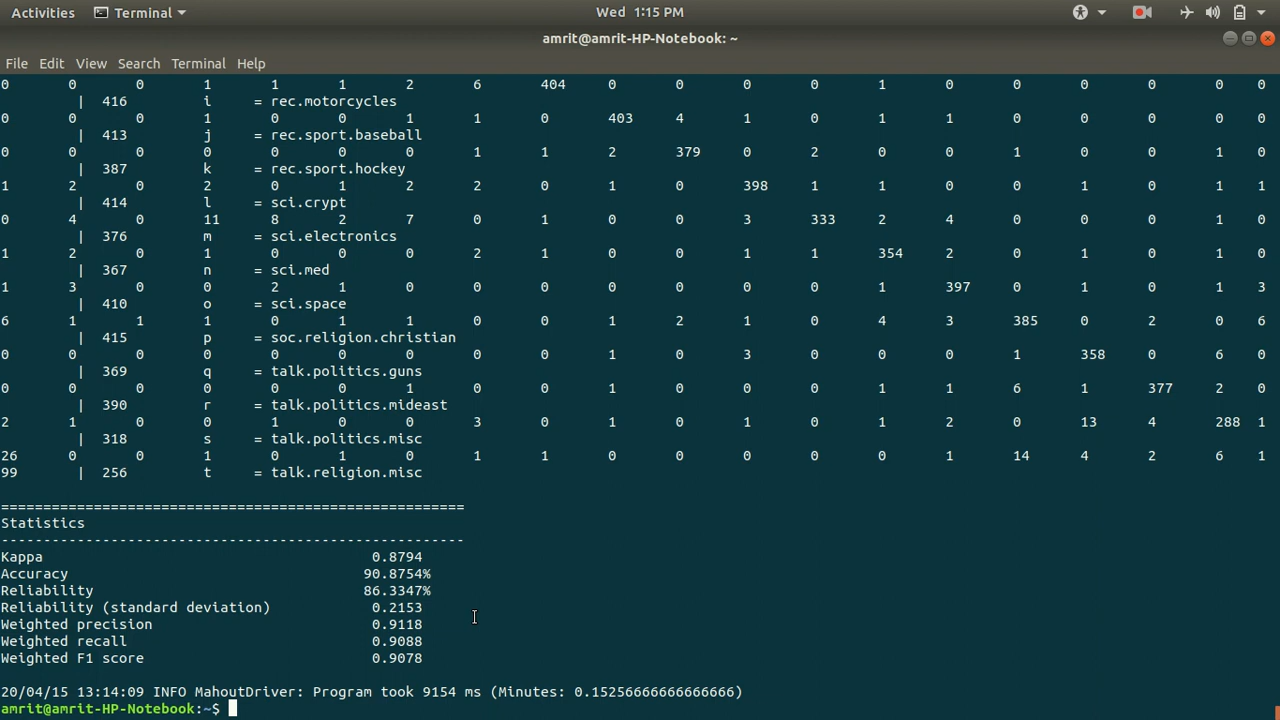 Activities Terminal Wed 1:15 PM
amrit@amrit-HP-Notebook: ~
File Edit View Search Terminal Help
0 0 0 1 1 1 2 6 404 0 0 0 0 1 0 0 0 0 0 0
| 416 i = rec.motorcycles
0 0 0 1 0 0 1 1 0 403 4 1 0 1 1 0 0 0 0 0
| 413 j = rec.sport.baseball
0 0 0 0 0 0 0 1 1 2 379 0 2 0 0 1 0 0 1 0
| 387 k = rec.sport.hockey
1 2 0 2 0 1 2 2 0 1 0 398 1 1 0 0 1 0 1 1
| 414 l = sci.crypt
0 4 0 11 8 2 7 0 1 0 0 3 333 2 4 0 0 0 1 0
| 376 m = sci.electronics
1 2 0 1 0 0 0 2 1 0 0 1 1 354 2 0 1 0 1 0
| 367 n = sci.med
1 3 0 0 2 1 0 0 0 0 0 0 0 1 397 0 1 0 1 3
| 410 o = sci.space
6 1 1 1 0 1 1 0 0 1 2 1 0 4 3 385 0 2 0 6
| 415 p = soc.religion.christian
0 0 0 0 0 0 0 0 0 1 0 3 0 0 0 1 358 0 6 0
| 369 q = talk.politics.guns
0 0 0 0 0 0 1 0 0 1 0 0 0 1 1 6 1 377 2 0
| 390 r = talk.politics.mideast
2 1 0 0 1 0 0 3 0 1 0 1 0 1 2 0 13 4 288 1
| 318 s = talk.politics.misc
26 0 0 1 0 1 0 1 1 0 0 0 0 0 1 14 4 2 6 1
99 | 256 t = talk.religion.misc
=======================================================
Statistics
-------------------------------------------------------
Kappa 0.8794
Accuracy 90.8754%
Reliability 86.3347%
Reliability (standard deviation) 0.2153
Weighted precision 0.9118
Weighted recall 0.9088
Weighted F1 score 0.9078
20/04/15 13:14:09 INFO MahoutDriver: Program took 9154 ms (Minutes: 0.15256666666666666)
amrit@amrit-HP-Notebook:~$